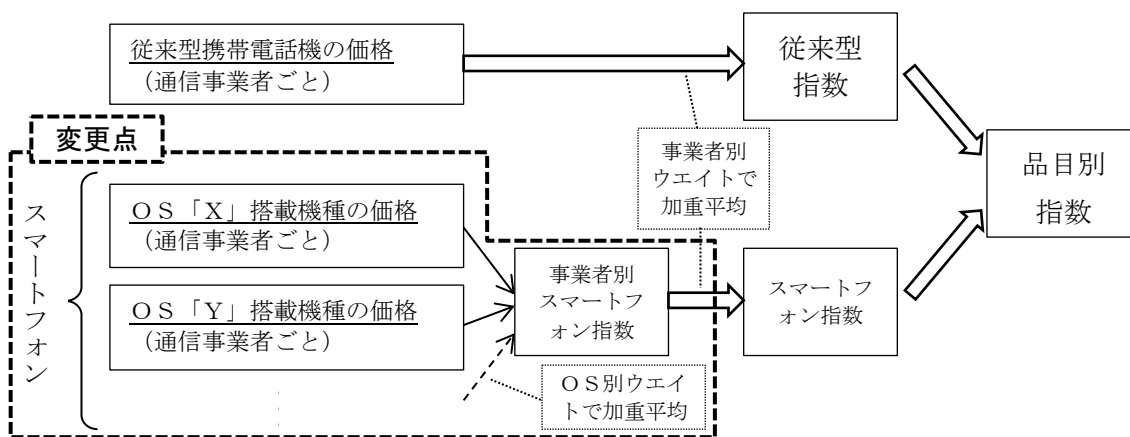 従来型携帯電話機の価格
（通信事業者ごと）
従来型
指数
変更点
事業者別
ウエイトで
加重平均
品目別
指数
スマートフォン
ＯＳ「Ｘ」搭載機種の価格
（通信事業者ごと）
事業者別
スマートフ
ォン指数
スマートフ
ォン指数
ＯＳ「Ｙ」搭載機種の価格
（通信事業者ごと）
ＯＳ別ウエイ
トで加重平均